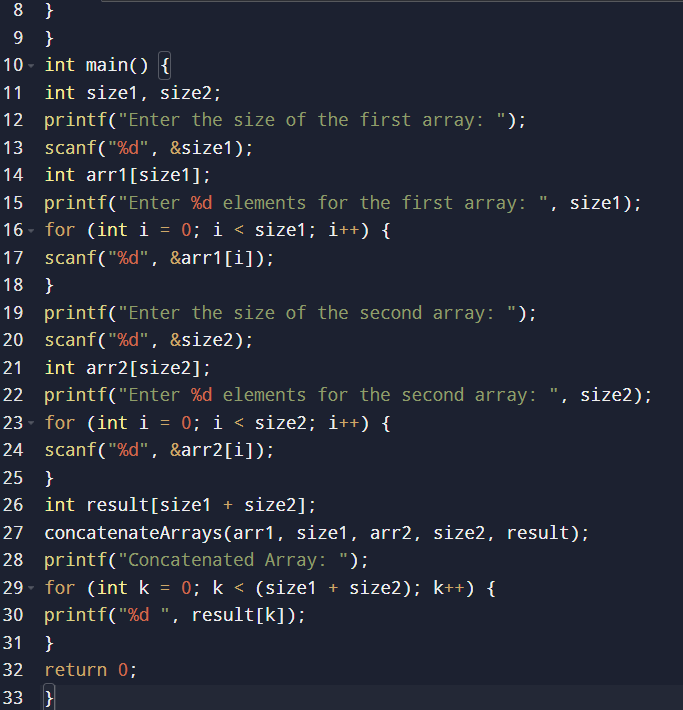 8 }
9 }
10 int main() {
11 int size1, size2;
12 printf("Enter the size of the first array: ");
13 scanf("%d", &size1);
14 int arr1[size1];
15 printf("Enter %d elements for the first array: ", size1);
16 for (int i = 0; i < size1; i++) {
17 scanf("%d", &arr1[i]);
18 }
19 printf("Enter the size of the second array: ");
20 scanf("%d", &size2);
21 int arr2[size2];
22 printf("Enter %d elements for the second array: ", size2);
23 for (int i = 0; i < size2; i++) {
24 scanf("%d", &arr2[i]);
25 }
26 int result[size1 + size2];
27 concatenateArrays(arr1, size1, arr2, size2, result);
28 printf("Concatenated Array: ");
29 for (int k = 0; k < (size1 + size2); k++) {
30 printf("%d ", result[k]);
31 }
32 return 0;
33 }